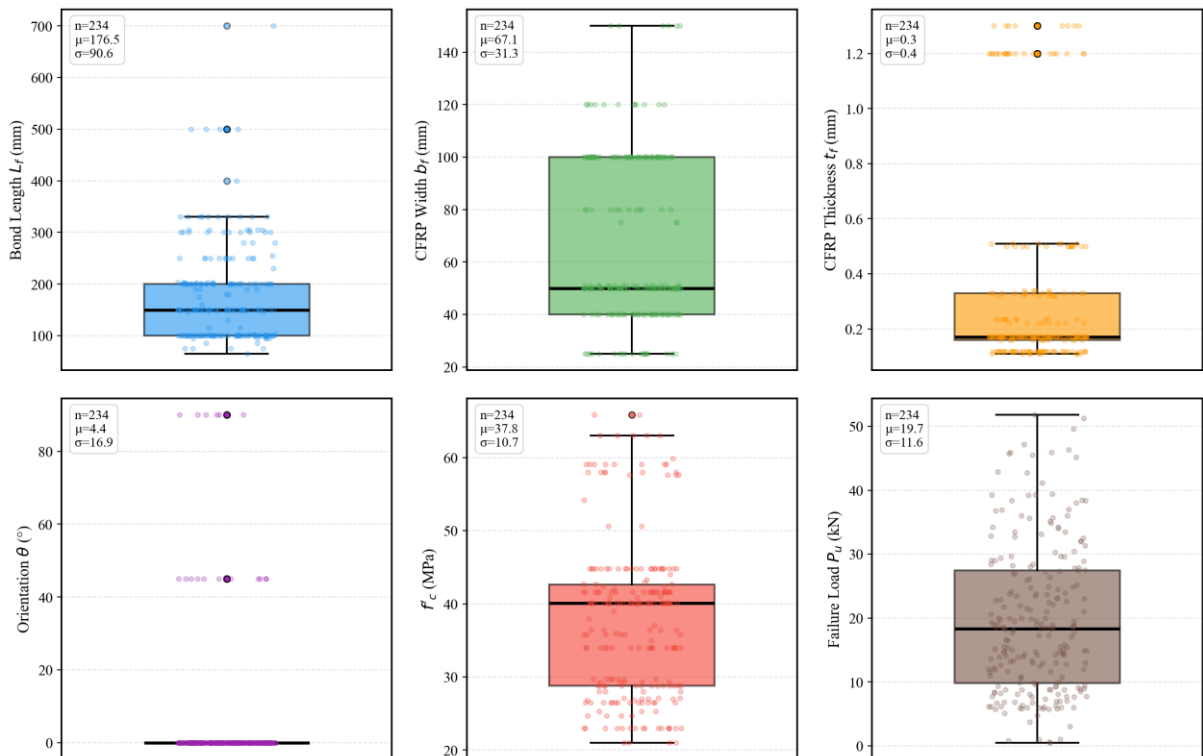 n=234
μ=176.5
σ=90.6
700
600
500
400
300
200
100
Bond Length L_f (mm)
n=234
μ=67.1
σ=31.3
140
120
100
80
60
40
20
CFRP Width b_f (mm)
n=234
μ=0.3
σ=0.4
1.2
1.0
0.8
0.6
0.4
0.2
CFRP Thickness t_f (mm)
n=234
μ=4.4
σ=16.9
80
60
40
20
0
Orientation θ (°)
n=234
μ=37.8
σ=10.7
60
50
40
30
20
f'_c (MPa)
n=234
μ=19.7
σ=11.6
50
40
30
20
10
0
Failure Load P_u (kN)